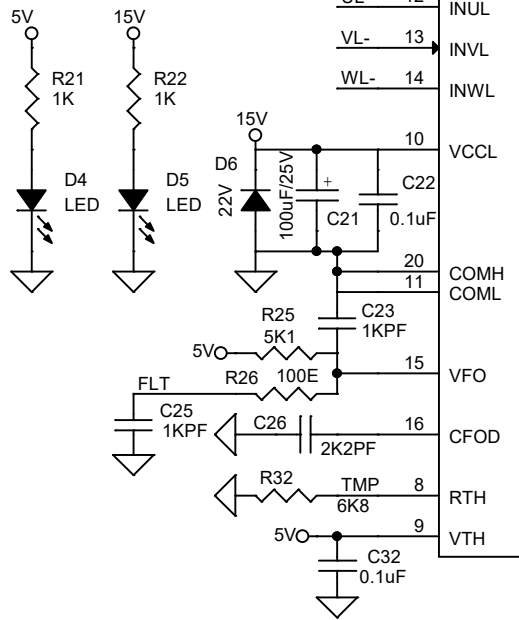 INUL
VL- 13 INVL
WL- 14 INWL
5V 15V
R21
1K
R22
1K
15V
10 VCCL
D6
22V
100uF/25V
+
C21
C22
0.1uF
D4
LED
D5
LED
20 COMH
11 COML
C23
1KPF
R25
5K1
5V
15 VFO
FLT
R26 100E
C25
1KPF
C26
2K2PF
16 CFOD
R32
TMP
6K8
8 RTH
5V 9 VTH
C32
0.1uF